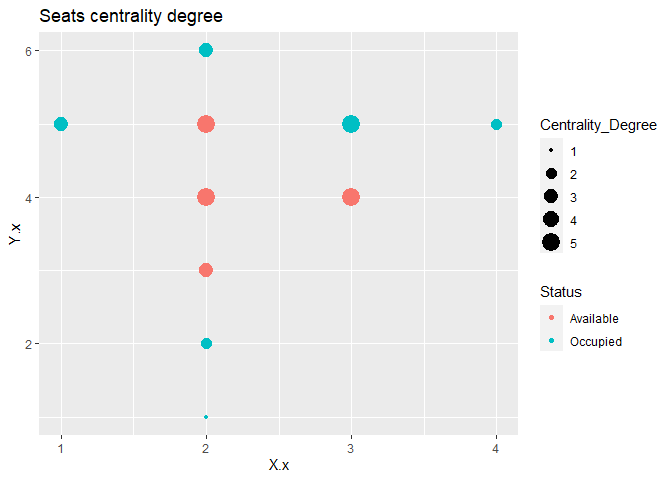 Seats centrality degree
6
4
2
Y.x
1 2 3 4
X.x
Centrality_Degree
1
2
3
4
5
Status
Available
Occupied